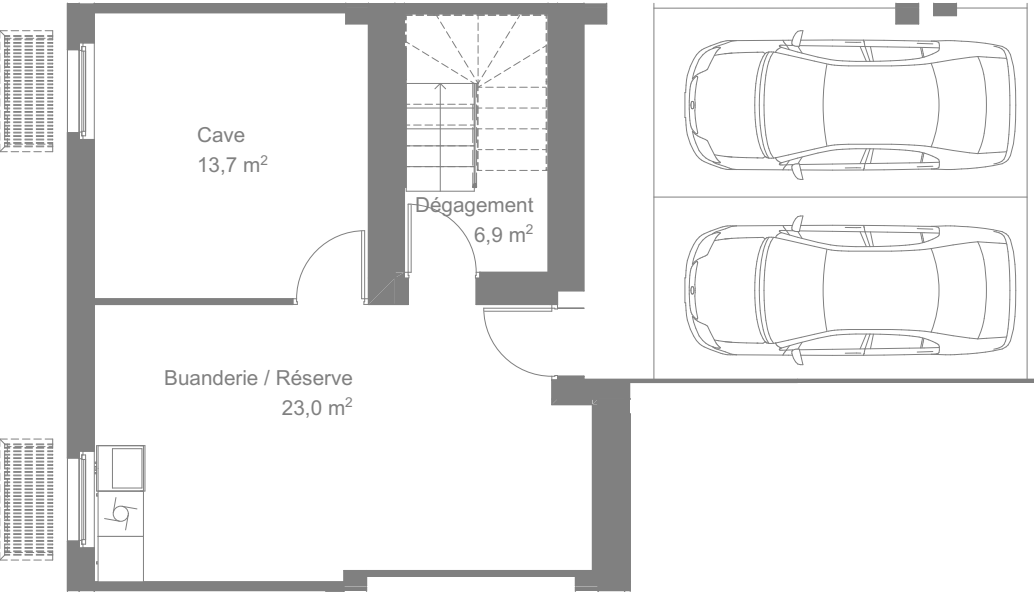 Cave
13,7 m²
Dégagement
6,9 m²
Buanderie / Réserve
23,0 m²